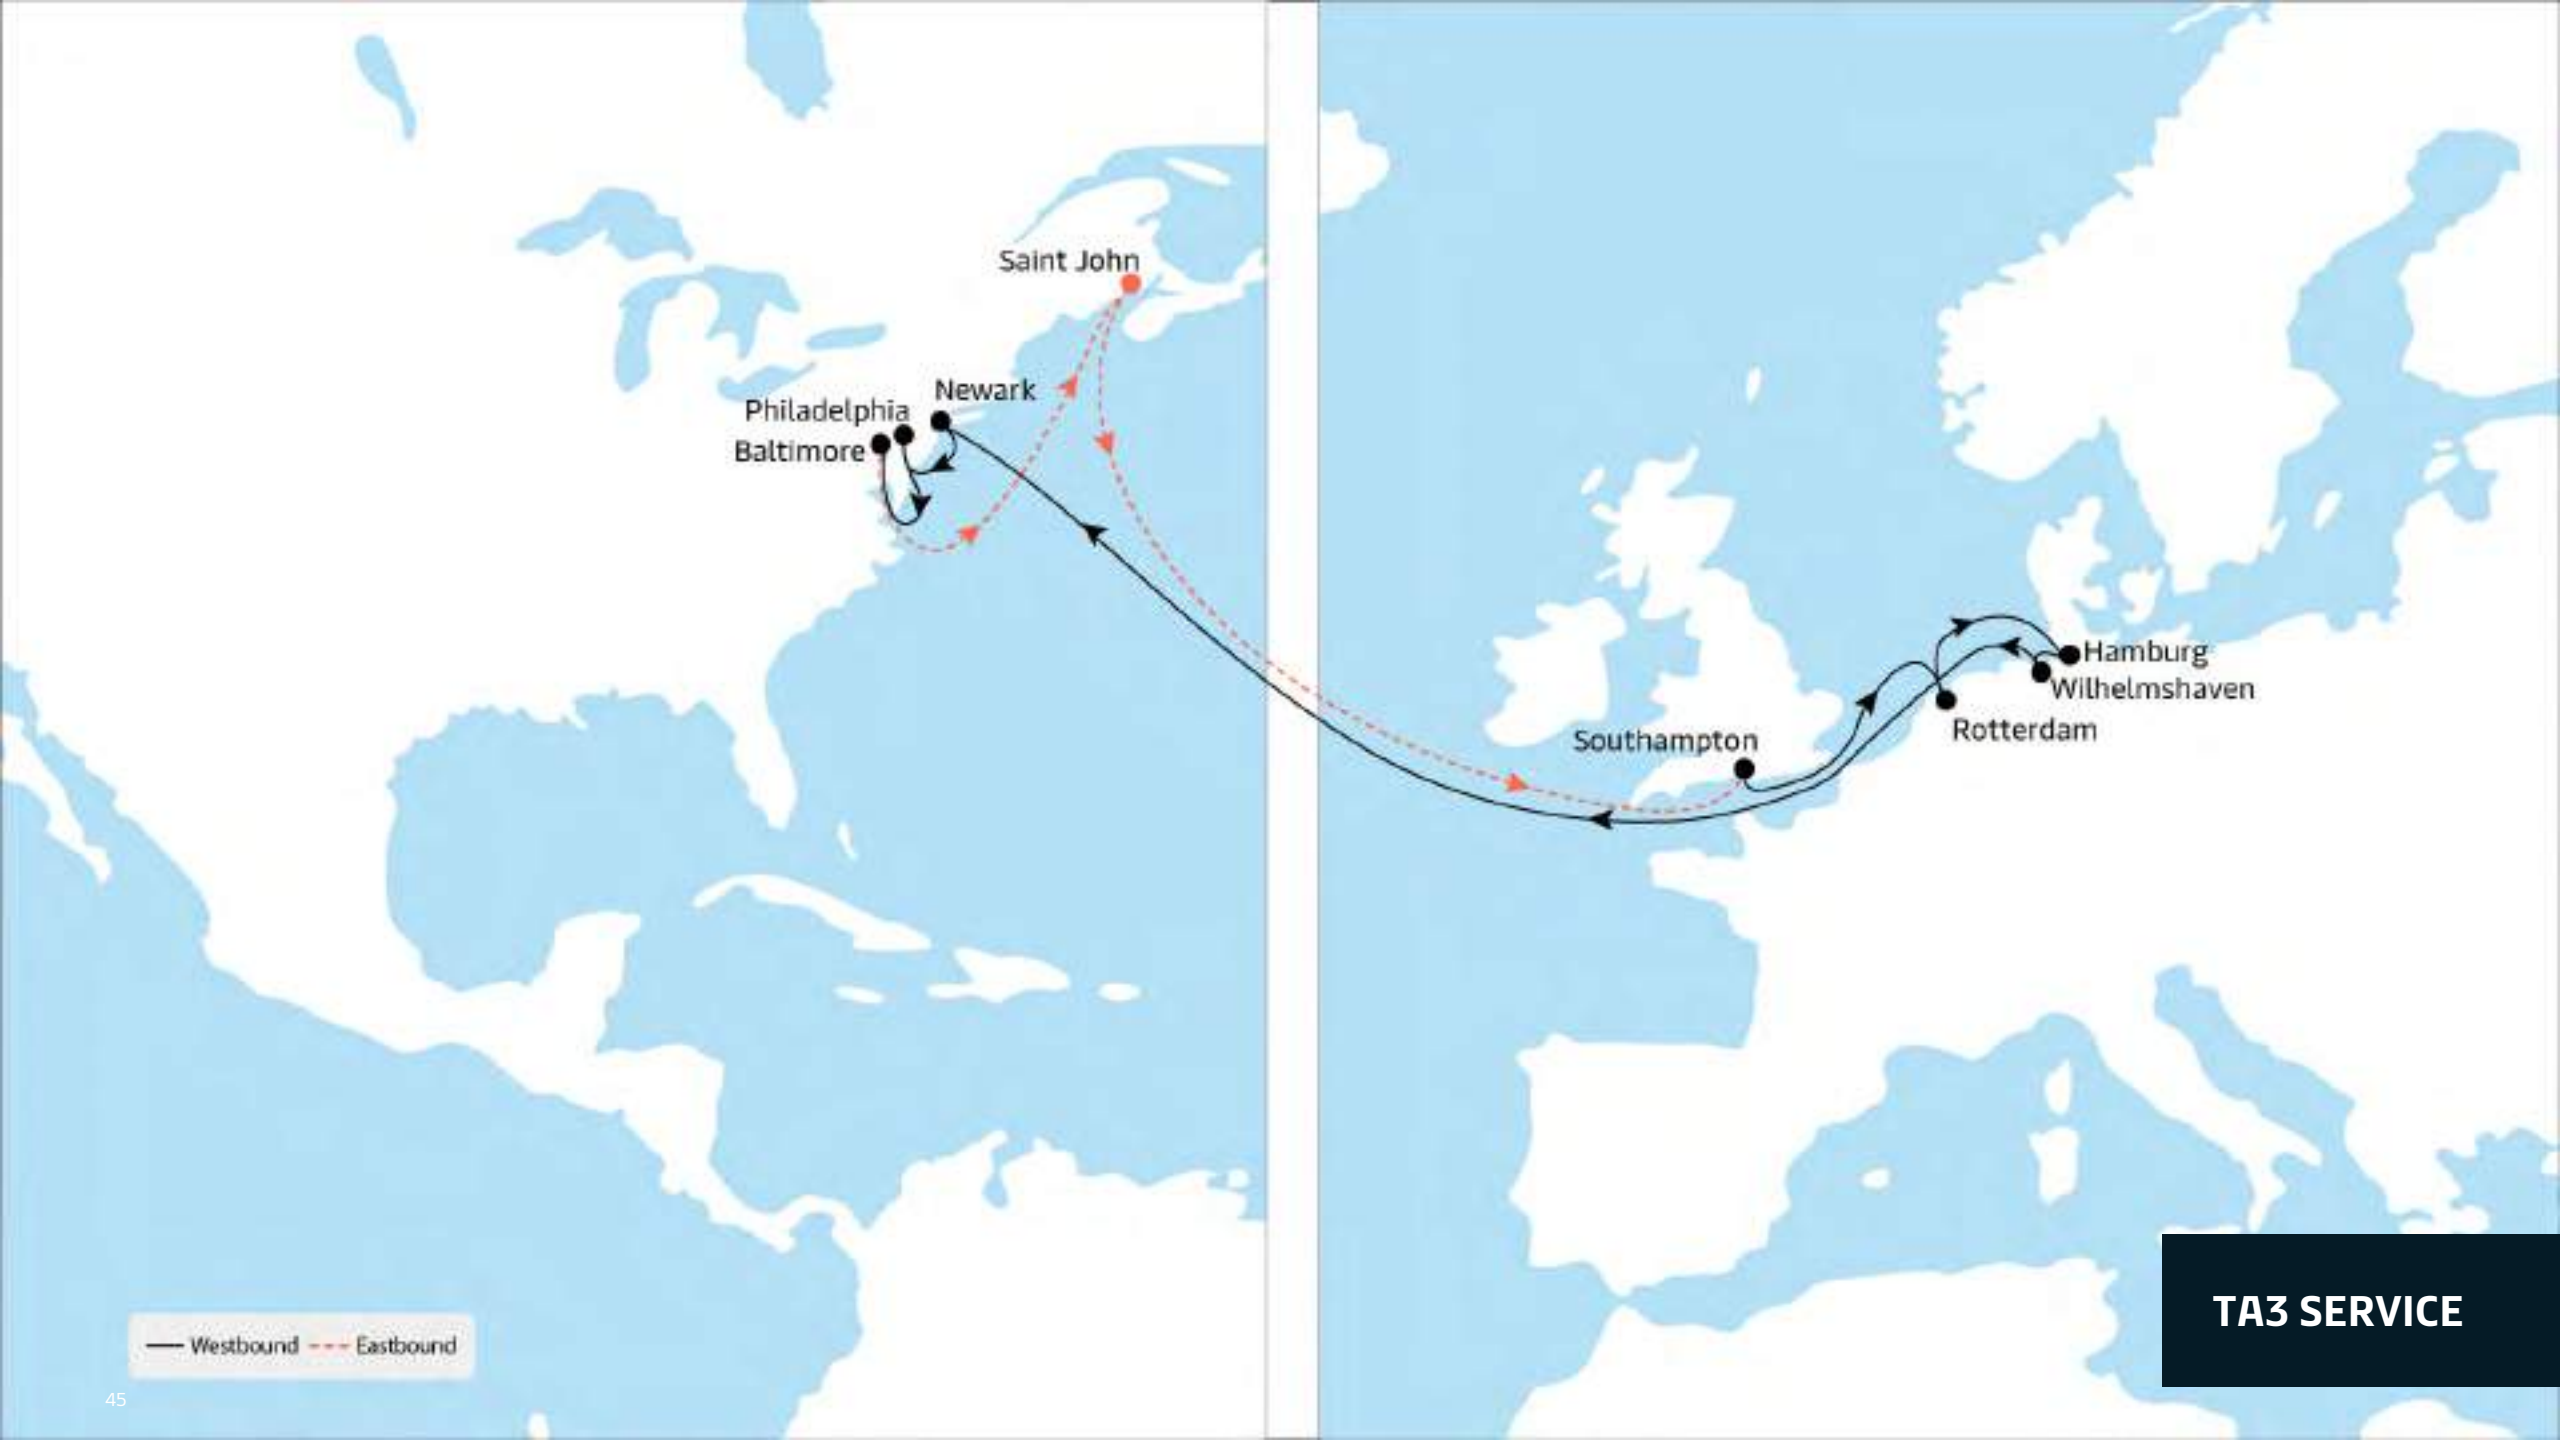 Saint John
Newark
Philadelphia
Baltimore
Hamburg
Wilhelmshaven
Rotterdam
Southampton
TA3 SERVICE
Westbound
Eastbound
45